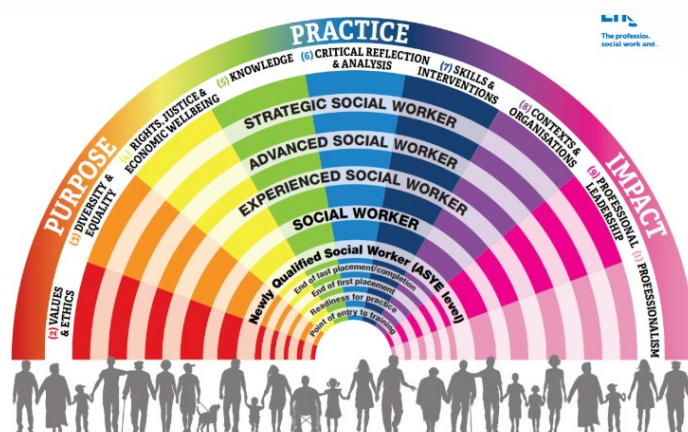 The profession.
social work and .
PURPOSE
PRACTICE
IMPACT
(2) VALUES
& ETHICS
(3) DIVERSITY &
EQUALITY
RIGHTS, JUSTICE &
ECONOMIC WELLBEING
(5) KNOWLEDGE
(6) CRITICAL REFLECTION
& ANALYSIS
(7) SKILLS &
INTERVENTIONS
(8) CONTEXTS &
ORGANISATIONS
(9) PROFESSIONAL
LEADERSHIP
(1) PROFESSIONALISM
STRATEGIC SOCIAL WORKER
ADVANCED SOCIAL WORKER
EXPERIENCED SOCIAL WORKER
SOCIAL WORKER
Newly Qualified Social Worker (ASYE level)
End of last placement/completion
End of first placement
Readiness for practice
Point of entry to training